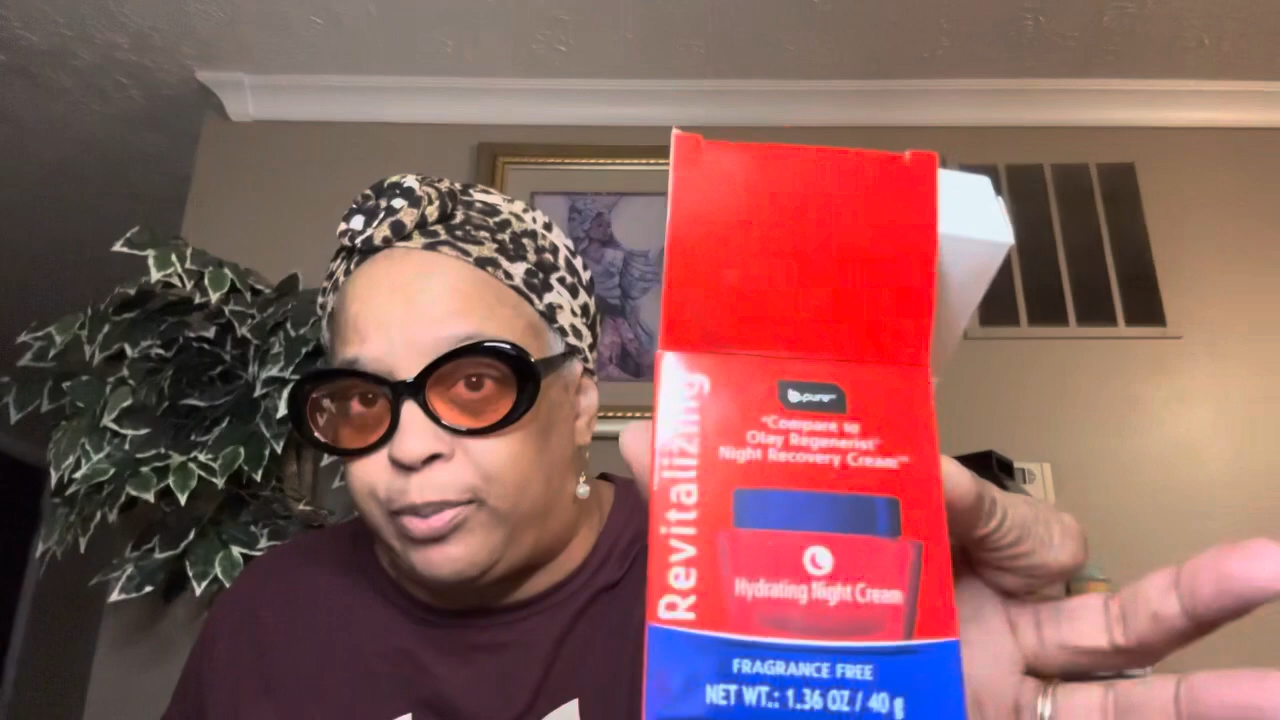 Revitalizing
b.pure
"Compare to
Olay Regenerist"
Night Recovery Cream™
Hydrating Night Cream
FRAGRANCE FREE
NET WT.: 1.36 OZ / 40 g